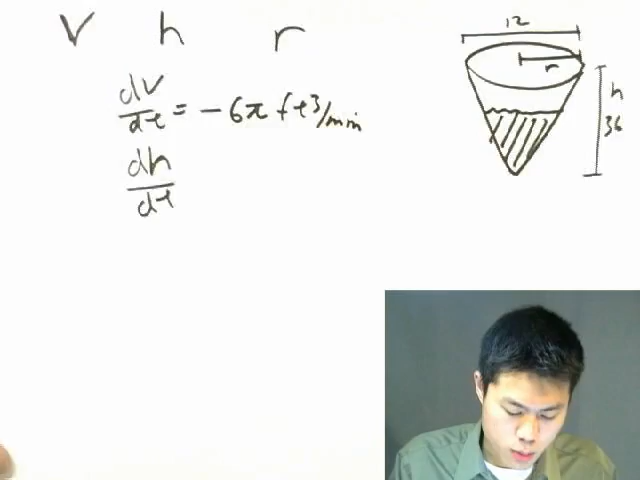 V h r
dV/dt = -6π ft3/min
dh/dt
12
r
h
36